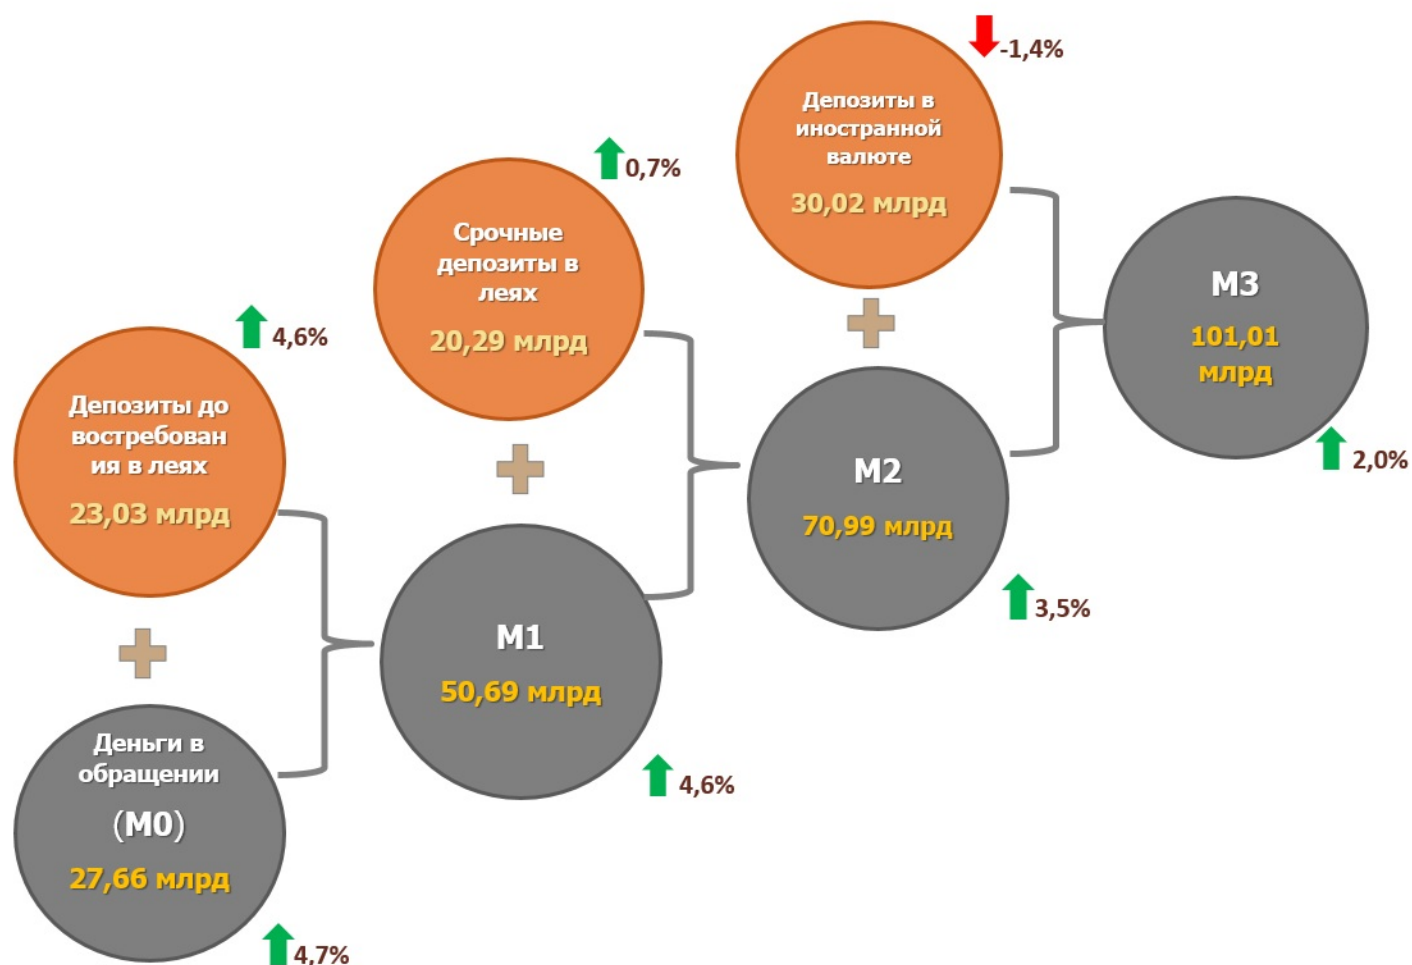 -1,4%
Депозиты в
иностранной
валюте
30,02 млрд
0,7%
Срочные
депозиты в
леях
20,29 млрд
M3
101,01
млрд
2,0%
4,6%
Депозиты до
востребован
ия в леях
23,03 млрд
M2
70,99 млрд
3,5%
M1
50,69 млрд
4,6%
Деньги в
обращении
(M0)
27,66 млрд
4,7%